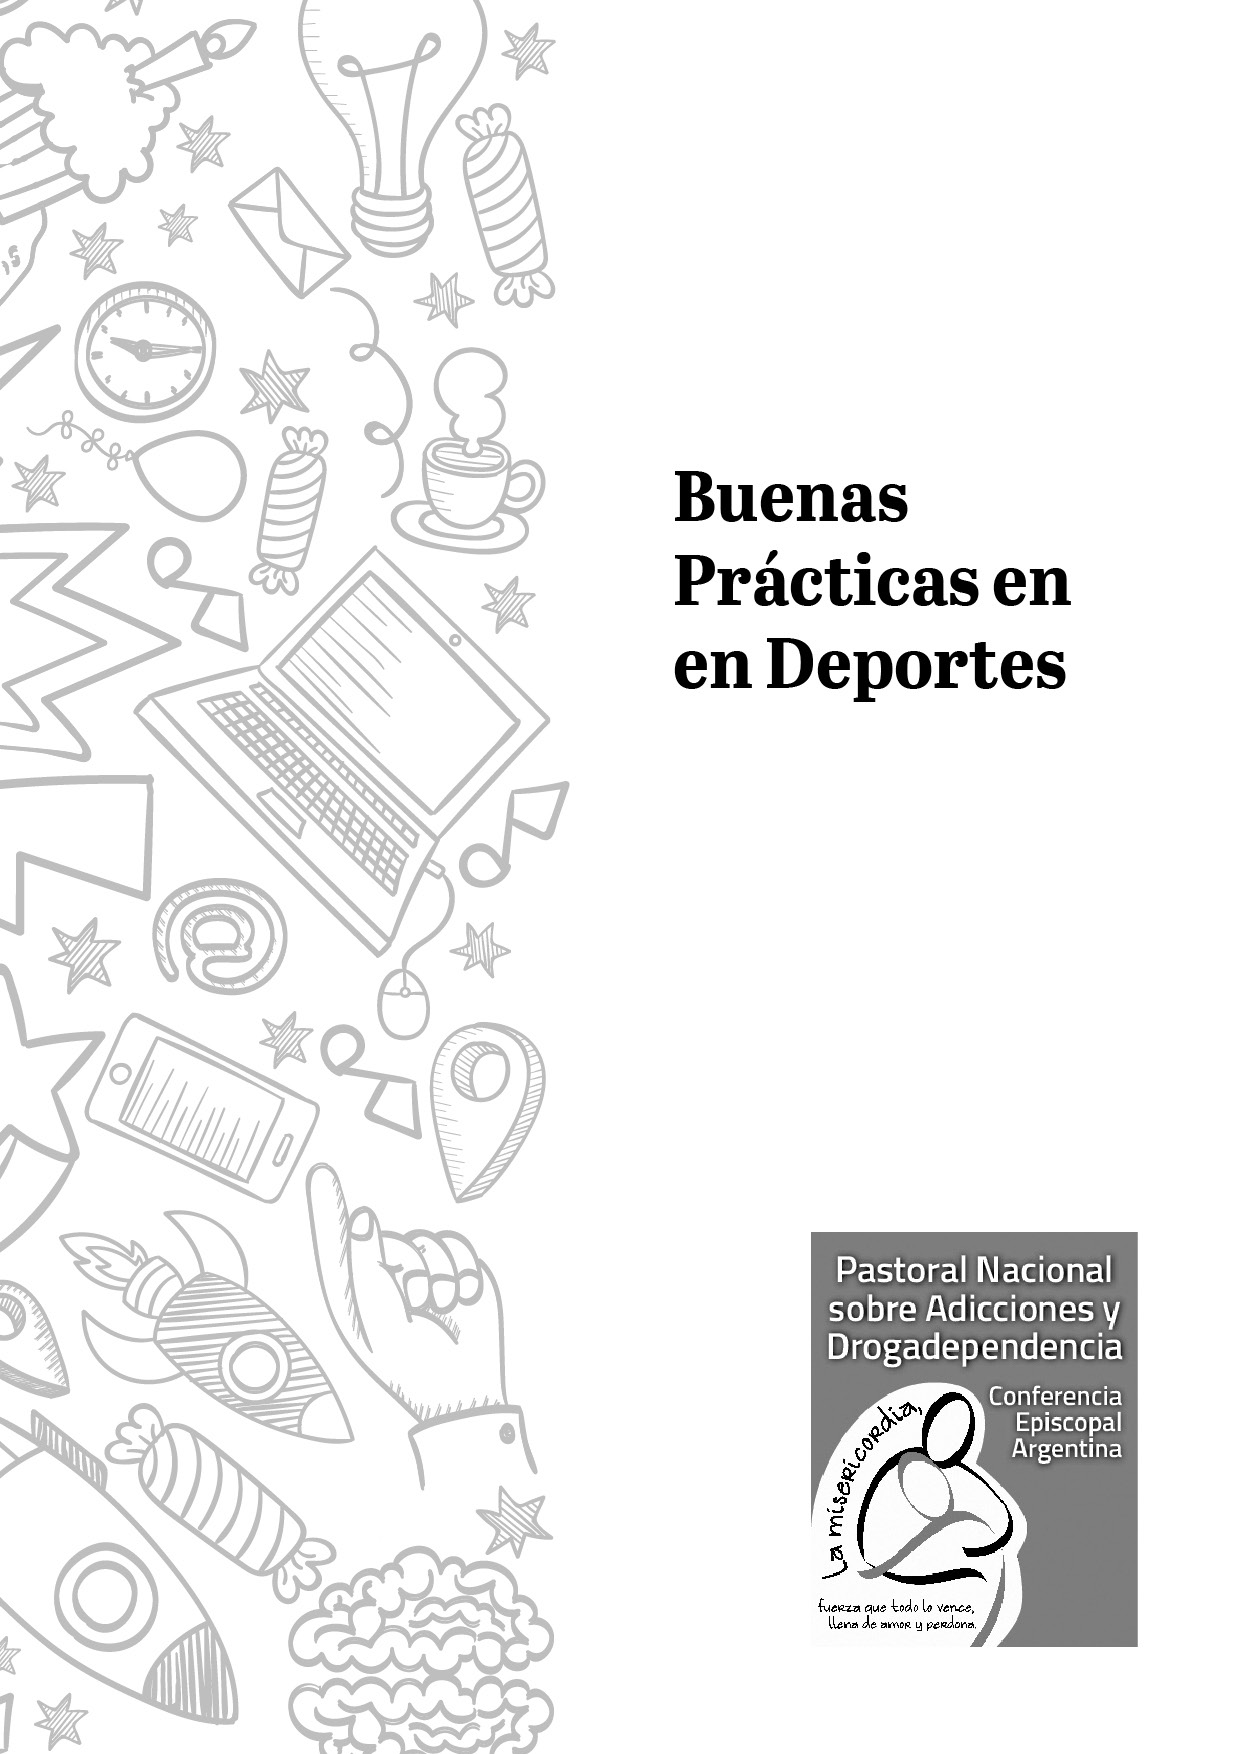 Buenas
Prácticas en
en Deportes
Pastoral Nacional
sobre Adicciones y
Drogadependencia
Conferencia
Episcopal
Argentina
La misericordia,
fuerza que todo lo vence,
llena de amor y perdona.